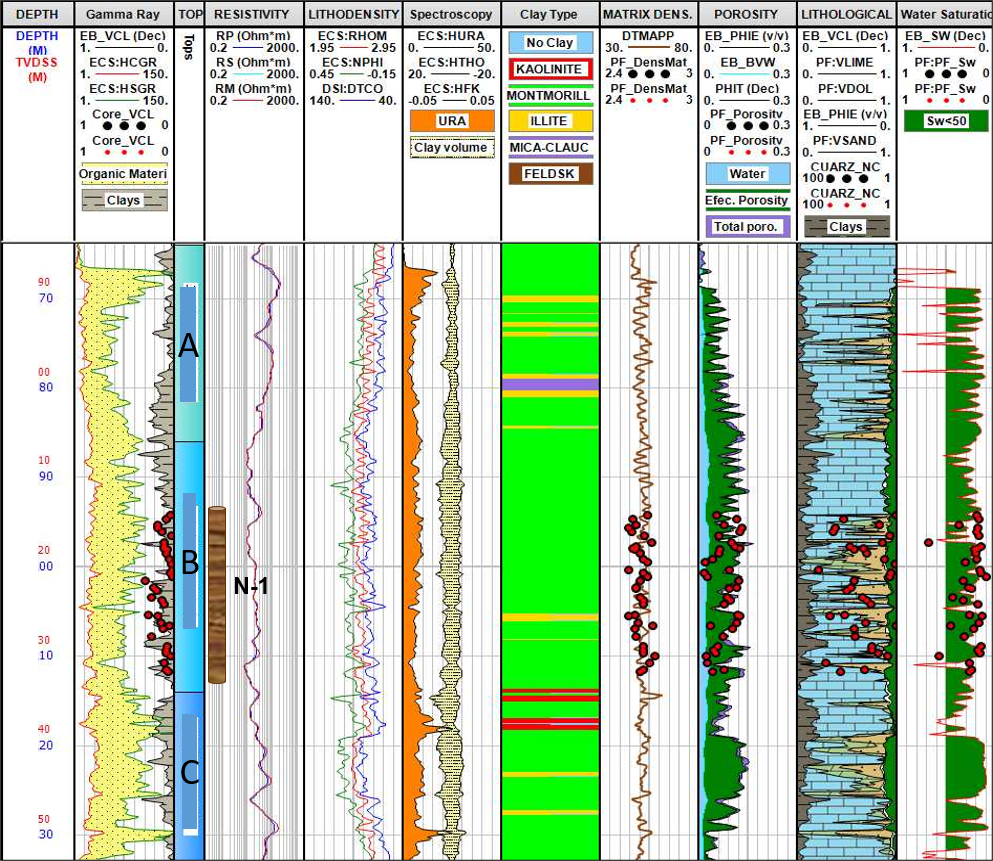 DEPTH
Gamma Ray
TOP
RESISTIVITY
LITHODENSITY
Spectroscopy
Clay Type
MATRIX DENS.
POROSITY
LITHOLOGICAL
Water Saturatic
DEPTH
(M)
TVDSS
(M)
EB_VCL (Dec)
1. 0.
ECS:HCGR
1. 150.
ECS:HSGR
1. 150.
Core_VCL
1 0
Core_VCL
1 0.
Organic Materi
Clays
Tops
RP (Ohm*m)
0.2 2000.
RS (Ohm*m)
0.2 2000.
RM (Ohm*m)
0.2 2000.
ECS:RHOM
1.95 2.95
ECS:NPHI
0.45 -0.15
DSI:DTCO
140. 40.
ECS:HURA
0. 50.
ECS:HTHO
20. -20.
ECS:HFK
-0.05 0.05
URA
Clay volume
No Clay
KAOLINITE
MONTMORILL
ILLITE
MICA-CLAUC
FELDSK
DTMAPP
30. 80.
PF_DensMat
2.4 3
PF_DensMat
2.4 3
EB_PHIE (v/v)
0. 0.3
EB_BVW
0. 0.3
PHIT (Dec)
0. 0.3
PF_Porositv
0 0.3
PF_Porositv
0 0.3
Water
Efec. Porosity
Total poro.
EB_VCL (Dec)
0. 1.
PF:VLIME
0. 1.
PF:VDOL
0. 1.
EB_PHIE (v/v)
1. 0.
PF:VSAND
0. 1.
CUARZ_NC
100 1
CUARZ_NC
100 1
Clays
EB_SW (Dec)
1. 0.
PF:PF_Sw
1 0
PF:PF_Sw
1 0
Sw<50
90
70
A
00
80
10
90
B
20
00
N-1
30
10
40
20
C
50
30